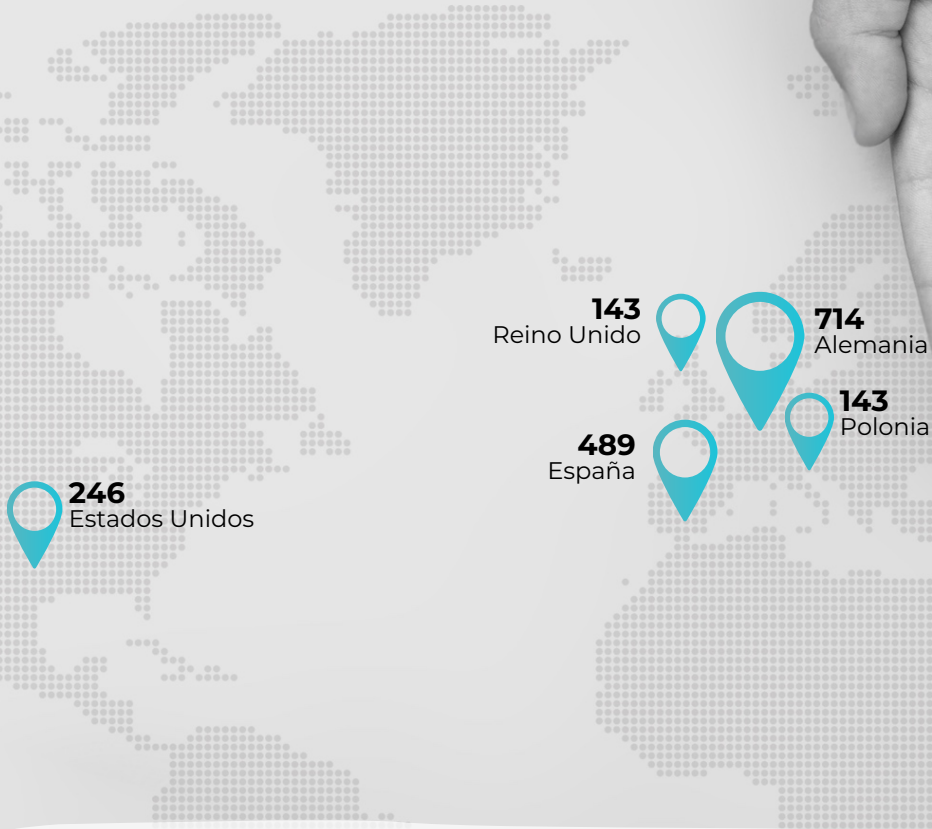 143
Reino Unido
714
Alemania
143
Polonia
489
España
246
Estados Unidos